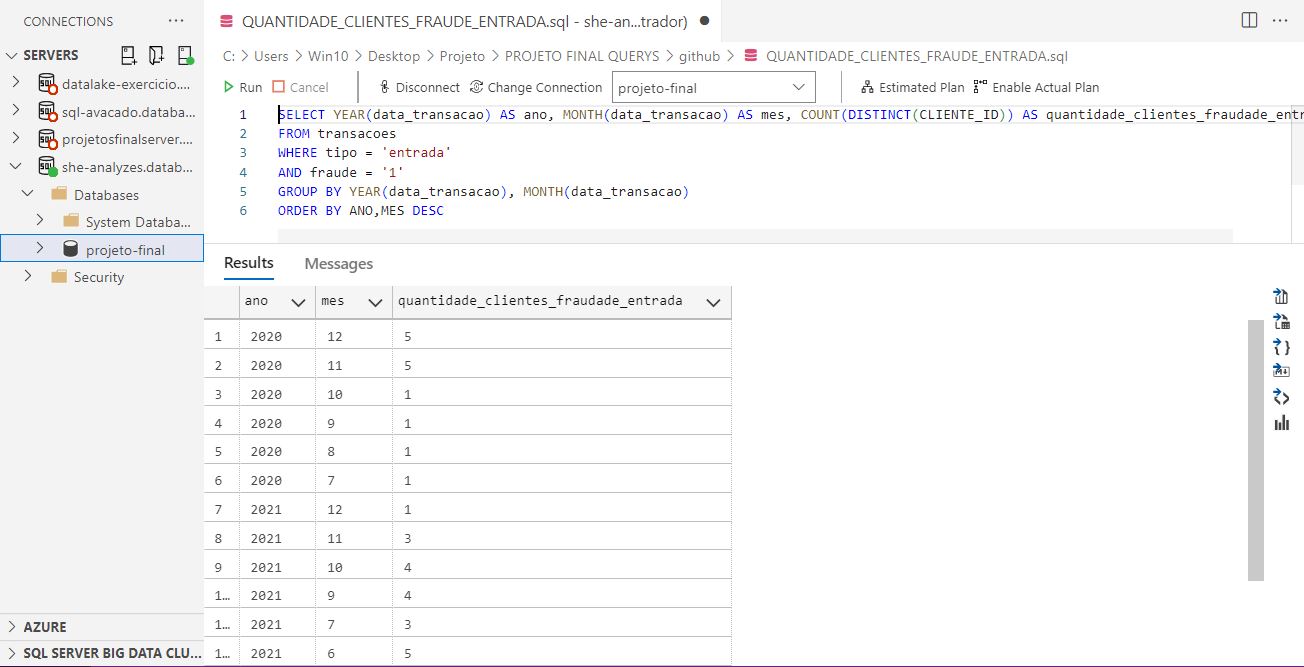 CONNECTIONS ...
SERVERS
datalake-exercicio....
sql-avacado.databa...
projetosfinalserver....
she-analyzes.datab...
Databases
System Databa...
projeto-final
Security
AZURE
SQL SERVER BIG DATA CLU...
QUANTIDADE_CLIENTES_FRAUDE_ENTRADA.sql - she-an...trador) ●
C: > Users > Win10 > Desktop > Projeto > PROJETO FINAL QUERYS > github > QUANTIDADE_CLIENTES_FRAUDE_ENTRADA.sql
Run Cancel Disconnect Change Connection projeto-final Estimated Plan Enable Actual Plan
1 SELECT YEAR(data_transacao) AS ano, MONTH(data_transacao) AS mes, COUNT(DISTINCT(CLIENTE_ID)) AS quantidade_clientes_fraudade_entr
2 FROM transacoes
3 WHERE tipo = 'entrada'
4 AND fraude = '1'
5 GROUP BY YEAR(data_transacao), MONTH(data_transacao)
6 ORDER BY ANO,MES DESC
Results Messages
ano mes quantidade_clientes_fraudade_entrada
1 2020 12 5
2 2020 11 5
3 2020 10 1
4 2020 9 1
5 2020 8 1
6 2020 7 1
7 2021 12 1
8 2021 11 3
9 2021 10 4
1... 2021 9 4
1... 2021 7 3
1... 2021 6 5